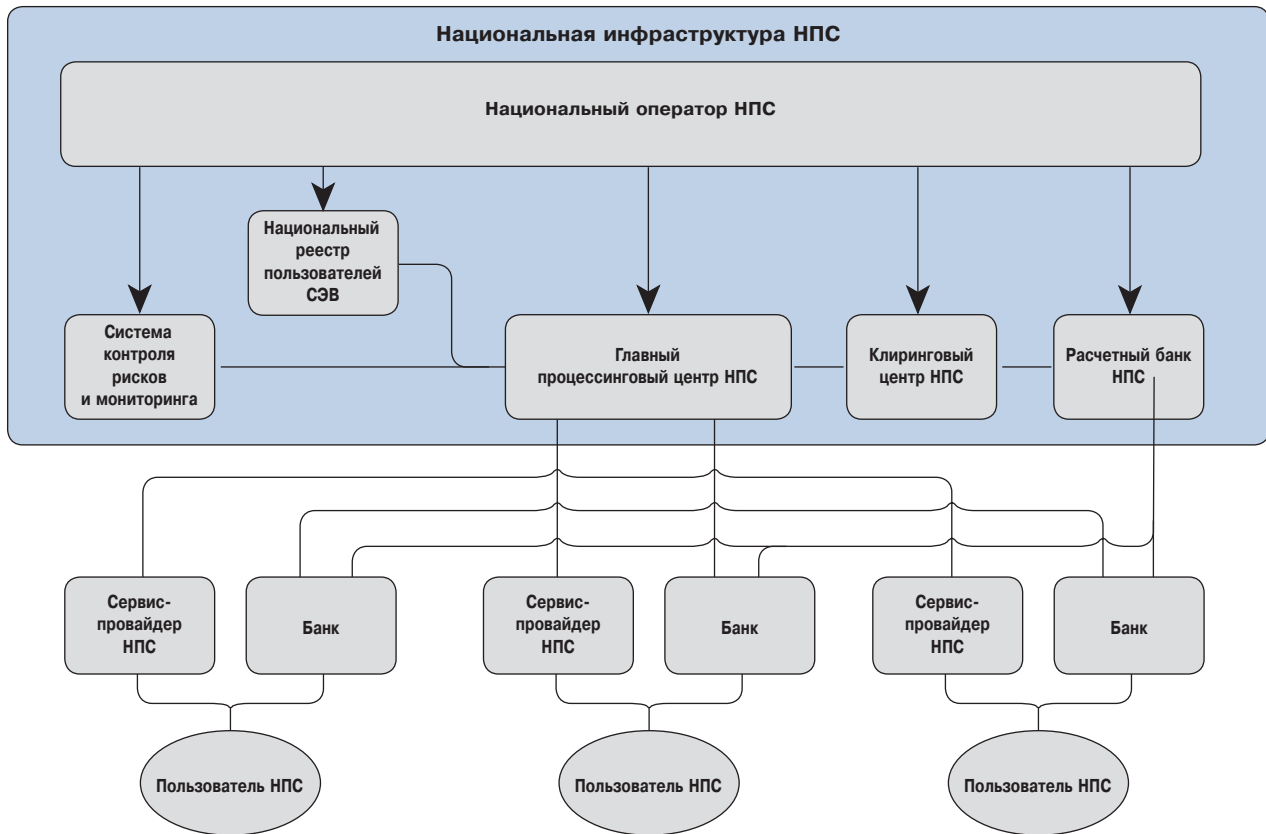 Национальная инфраструктура НПС
Национальный оператор НПС
Национальный
реестр
пользователей
СЭВ
Система
контроля
рисков
и мониторинга
Главный
процессинговый центр НПС
Клиринговый
центр НПС
Расчетный банк
НПС
Сервис-
провайдер
НПС
Банк
Сервис-
провайдер
НПС
Банк
Сервис-
провайдер
НПС
Банк
Пользователь НПС
Пользователь НПС
Пользователь НПС